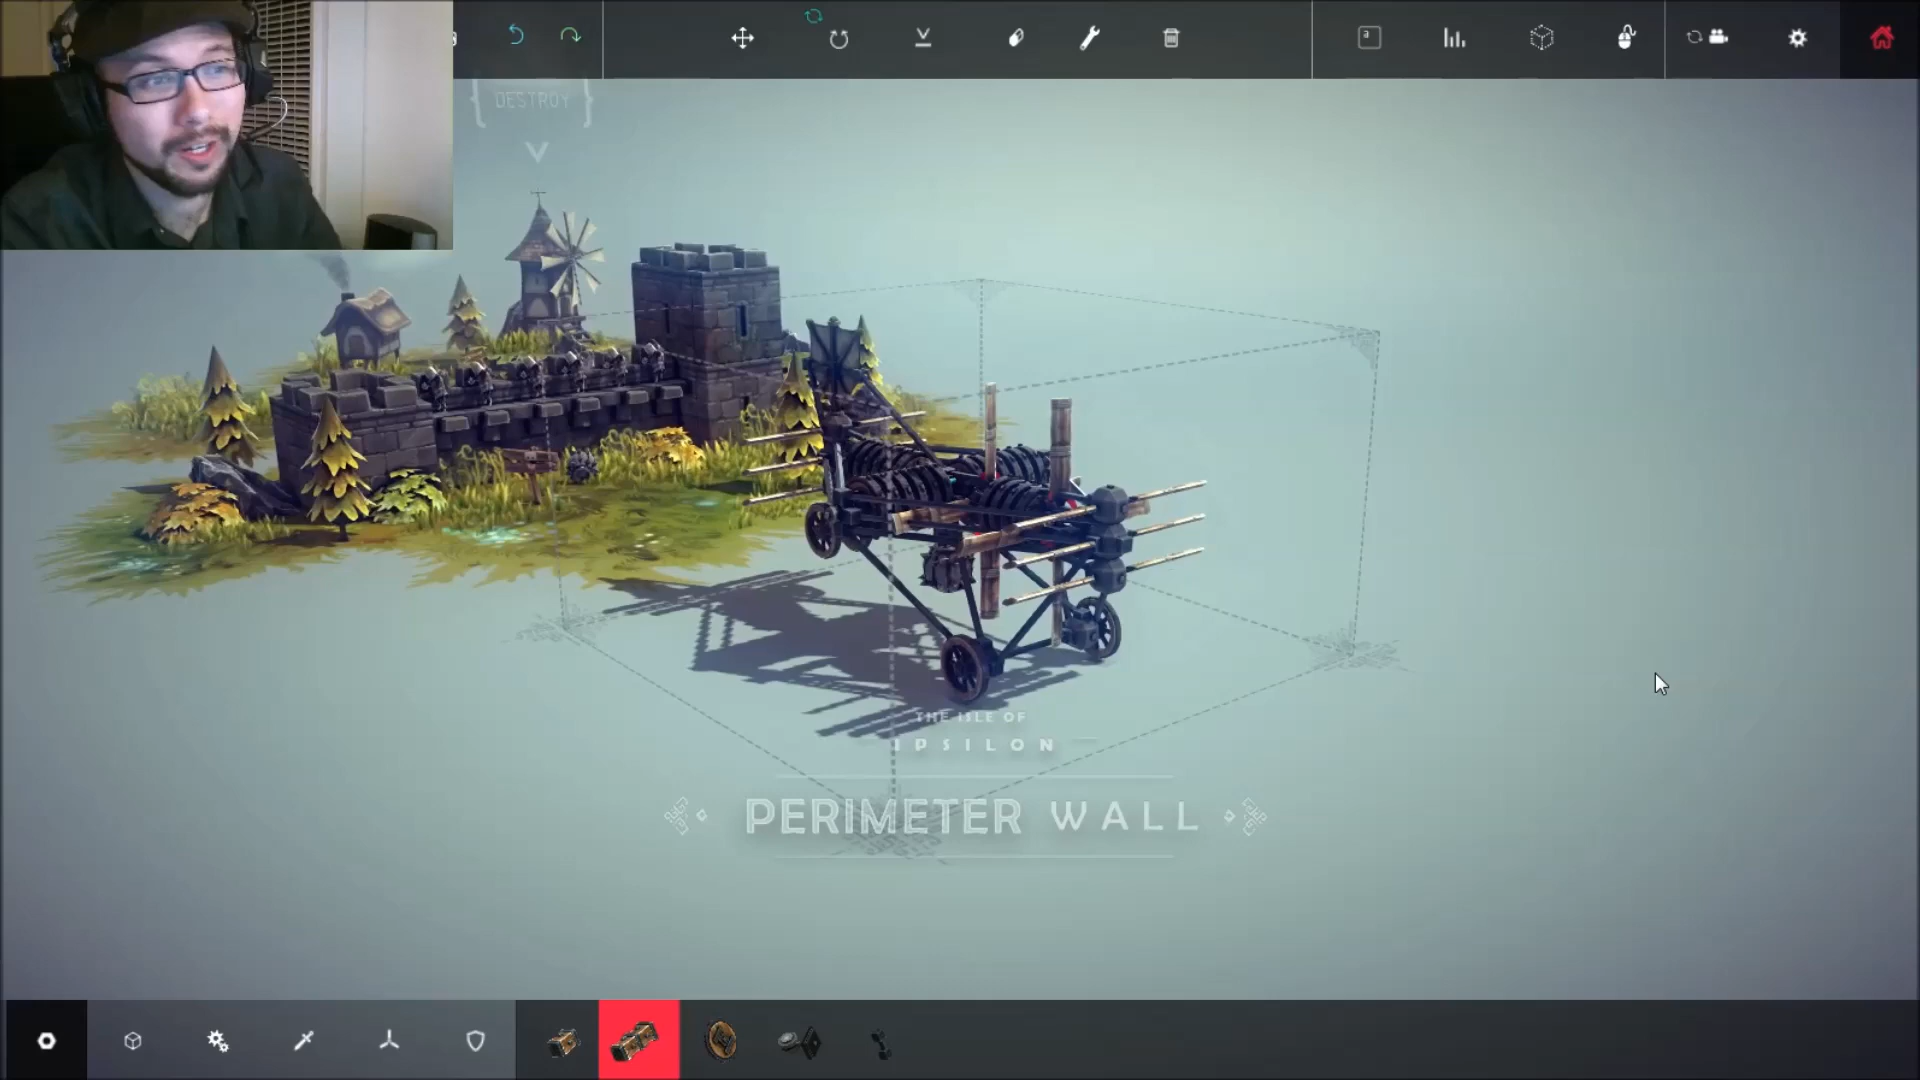 DESTROY
THE ISLE OF
IPSILON
PERIMETER WALL